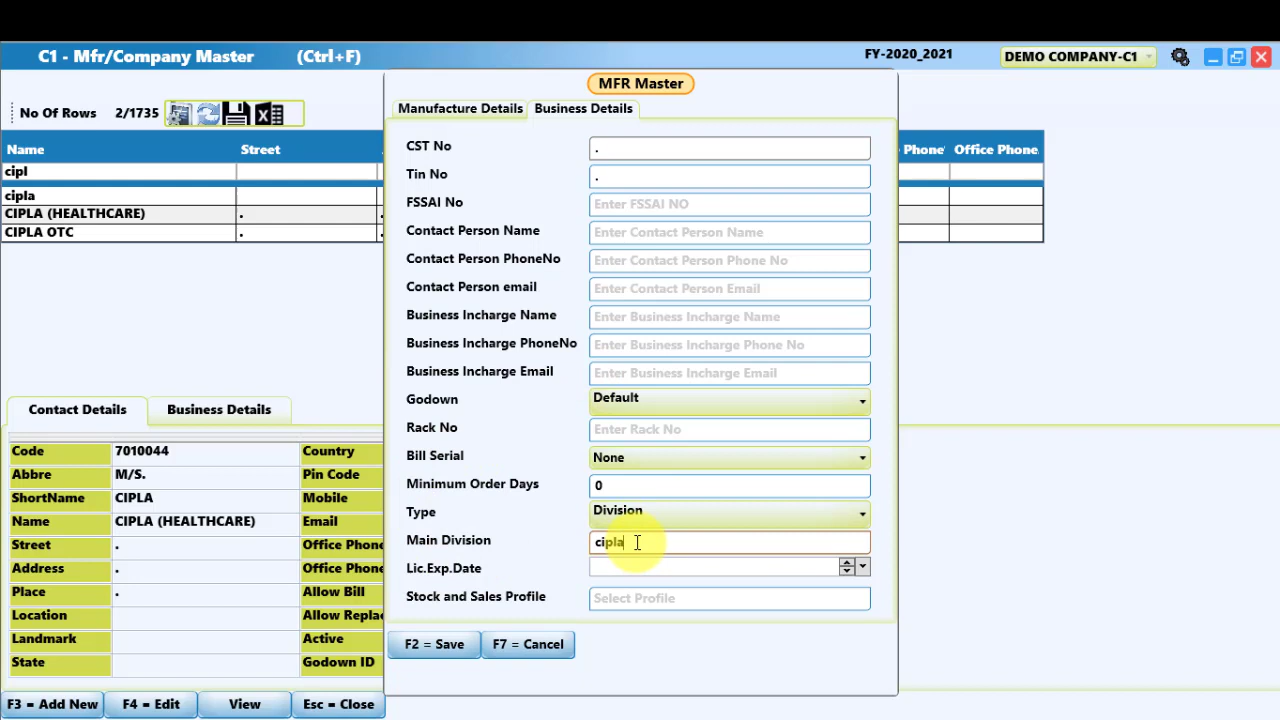 C1 - Mfr/Company Master (Ctrl+F)
FY-2020_2021
DEMO COMPANY-C1
MFR Master
No Of Rows 2/1735
Manufacture Details
Business Details
Name
Street
Phone
Office Phone
cipl
cipla
CIPLA (HEALTHCARE) .
CIPLA OTC .
CST No .
Tin No .
FSSAI No Enter FSSAI NO
Contact Person Name Enter Contact Person Name
Contact Person PhoneNo Enter Contact Person Phone No
Contact Person email Enter Contact Person Email
Business Incharge Name Enter Business Incharge Name
Business Incharge PhoneNo Enter Business Incharge Phone No
Business Incharge Email Enter Business Incharge Email
Godown Default
Rack No Enter Rack No
Bill Serial None
Minimum Order Days 0
Type Division
Main Division cipla
Lic.Exp.Date
Stock and Sales Profile Select Profile
F2 = Save
F7 = Cancel
Contact Details
Business Details
Code 7010044 Country
Abbre M/S. Pin Code
ShortName CIPLA Mobile
Name CIPLA (HEALTHCARE) Email
Street . Office Phone
Address . Office Phone
Place . Allow Bill
Location Allow Repla
Landmark Active
State Godown ID
F3 = Add New
F4 = Edit
View
Esc = Close